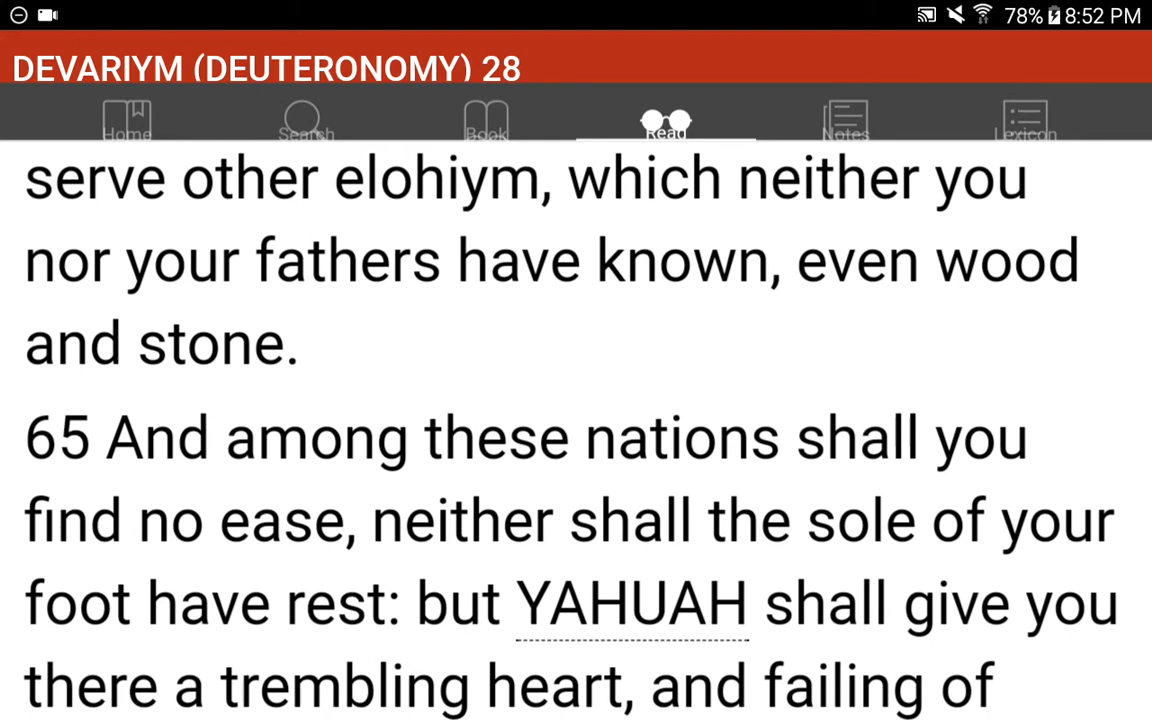 78% 8:52 PM
DEVARIYM (DEUTERONOMY) 28
Home Search Book Read Notes Lexicon
serve other elohiym, which neither you
nor your fathers have known, even wood
and stone.
65 And among these nations shall you
find no ease, neither shall the sole of your
foot have rest: but YAHUAH shall give you
there a trembling heart, and failing of